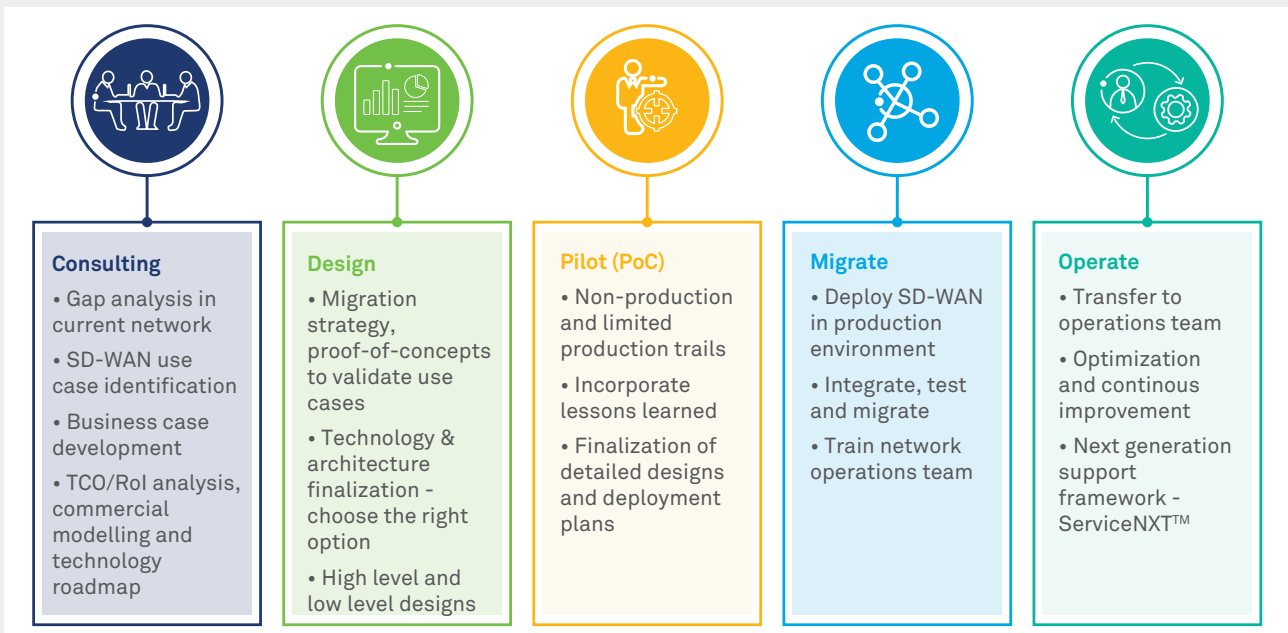 Consulting
• Gap analysis in
current network
• SD-WAN use
case identification
• Business case
development
• TCO/RoI analysis,
commercial
modelling and
technology
roadmap
Design
• Migration
strategy,
proof-of-concepts
to validate use
cases
• Technology &
architecture
finalization -
choose the right
option
• High level and
low level designs
Pilot (PoC)
• Non-production
and limited
production trails
• Incorporate
lessons learned
• Finalization of
detailed designs
and deployment
plans
Migrate
• Deploy SD-WAN
in production
environment
• Integrate, test
and migrate
• Train network
operations team
Operate
• Transfer to
operations team
• Optimization
and continous
improvement
• Next generation
support
framework -
ServiceNXT™